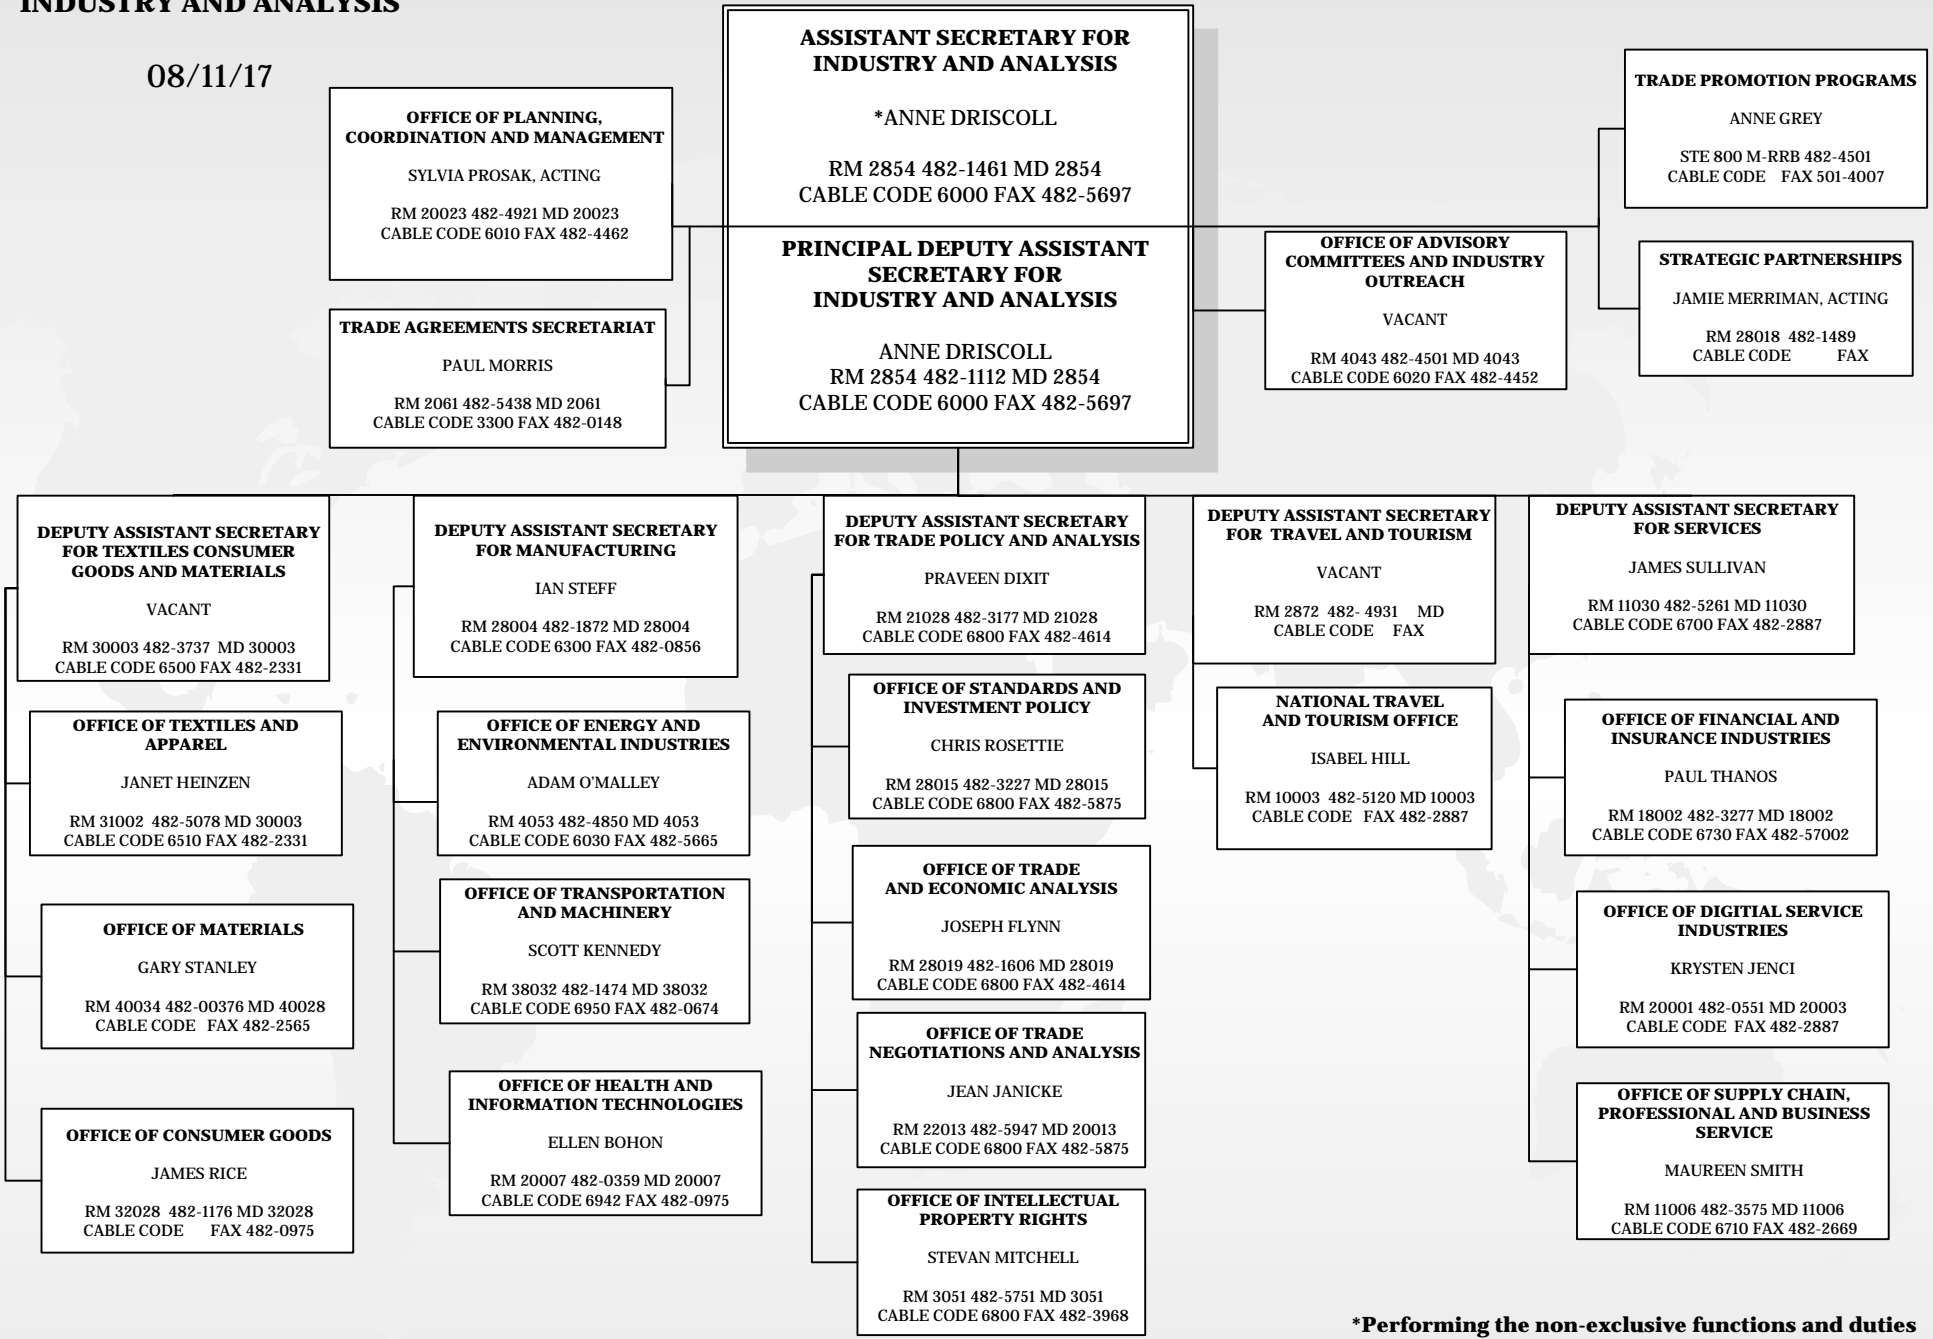 INDUSTRY AND ANALYSIS
08/11/17
ASSISTANT SECRETARY FOR
INDUSTRY AND ANALYSIS
*ANNE DRISCOLL
RM 2854 482-1461 MD 2854
CABLE CODE 6000 FAX 482-5697
PRINCIPAL DEPUTY ASSISTANT
SECRETARY FOR
INDUSTRY AND ANALYSIS
ANNE DRISCOLL
RM 2854 482-1112 MD 2854
CABLE CODE 6000 FAX 482-5697
OFFICE OF PLANNING,
COORDINATION AND MANAGEMENT
SYLVIA PROSAK, ACTING
RM 20023 482-4921 MD 20023
CABLE CODE 6010 FAX 482-4462
TRADE AGREEMENTS SECRETARIAT
PAUL MORRIS
RM 2061 482-5438 MD 2061
CABLE CODE 3300 FAX 482-0148
OFFICE OF ADVISORY
COMMITTEES AND INDUSTRY
OUTREACH
VACANT
RM 4043 482-4501 MD 4043
CABLE C0DE 6020 FAX 482-4452
TRADE PROMOTION PROGRAMS
ANNE GREY
STE 800 M-RRB 482-4501
CABLE C0DE FAX 501-4007
STRATEGIC PARTNERSHIPS
JAMIE MERRIMAN, ACTING
RM 28018 482-1489
CABLE C0DE FAX
DEPUTY ASSISTANT SECRETARY
FOR TEXTILES CONSUMER
GOODS AND MATERIALS
VACANT
RM 30003 482-3737 MD 30003
CABLE CODE 6500 FAX 482-2331
OFFICE OF TEXTILES AND
APPAREL
JANET HEINZEN
RM 31002 482-5078 MD 30003
CABLE CODE 6510 FAX 482-2331
OFFICE OF MATERIALS
GARY STANLEY
RM 40034 482-00376 MD 40028
CABLE CODE FAX 482-2565
OFFICE OF CONSUMER GOODS
JAMES RICE
RM 32028 482-1176 MD 32028
CABLE CODE FAX 482-0975
DEPUTY ASSISTANT SECRETARY
FOR MANUFACTURING
IAN STEFF
RM 28004 482-1872 MD 28004
CABLE CODE 6300 FAX 482-0856
OFFICE OF ENERGY AND
ENVIRONMENTAL INDUSTRIES
ADAM O’MALLEY
RM 4053 482-4850 MD 4053
CABLE CODE 6030 FAX 482-5665
OFFICE OF TRANSPORTATION
AND MACHINERY
SCOTT KENNEDY
RM 38032 482-1474 MD 38032
CABLE CODE 6950 FAX 482-0674
OFFICE OF HEALTH AND
INFORMATION TECHNOLOGIES
ELLEN BOHON
RM 20007 482-0359 MD 20007
CABLE CODE 6942 FAX 482-0975
DEPUTY ASSISTANT SECRETARY
FOR TRADE POLICY AND ANALYSIS
PRAVEEN DIXIT
RM 21028 482-3177 MD 21028
CABLE CODE 6800 FAX 482-4614
OFFICE OF STANDARDS AND
INVESTMENT POLICY
CHRIS ROSETTIE
RM 28015 482-3227 MD 28015
CABLE CODE 6800 FAX 482-5875
OFFICE OF TRADE
AND ECONOMIC ANALYSIS
JOSEPH FLYNN
RM 28019 482-1606 MD 28019
CABLE CODE 6800 FAX 482-4614
OFFICE OF TRADE
NEGOTIATIONS AND ANALYSIS
JEAN JANICKE
RM 22013 482-5947 MD 20013
CABLE CODE 6800 FAX 482-5875
OFFICE OF INTELLECTUAL
PROPERTY RIGHTS
STEVAN MITCHELL
RM 3051 482-5751 MD 3051
CABLE CODE 6800 FAX 482-3968
DEPUTY ASSISTANT SECRETARY
FOR TRAVEL AND TOURISM
VACANT
RM 2872 482- 4931 MD
CABLE CODE FAX
NATIONAL TRAVEL
AND TOURISM OFFICE
ISABEL HILL
RM 10003 482-5120 MD 10003
CABLE CODE FAX 482-2887
DEPUTY ASSISTANT SECRETARY
FOR SERVICES
JAMES SULLIVAN
RM 11030 482-5261 MD 11030
CABLE CODE 6700 FAX 482-2887
OFFICE OF FINANCIAL AND
INSURANCE INDUSTRIES
PAUL THANOS
RM 18002 482-3277 MD 18002
CABLE CODE 6730 FAX 482-57002
OFFICE OF DIGITIAL SERVICE
INDUSTRIES
KRYSTEN JENCI
RM 20001 482-0551 MD 20003
CABLE CODE FAX 482-2887
OFFICE OF SUPPLY CHAIN,
PROFESSIONAL AND BUSINESS
SERVICE
MAUREEN SMITH
RM 11006 482-3575 MD 11006
CABLE CODE 6710 FAX 482-2669
*Performing the non-exclusive functions and duties